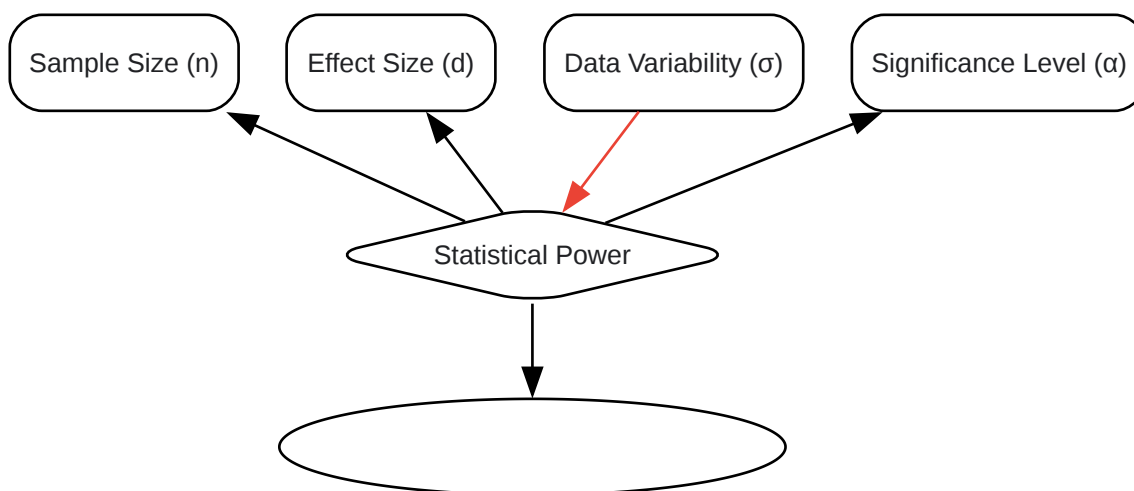 Sample Size (n)
Effect Size (d)
Data Variability (σ)
Significance Level (α)
Statistical Power